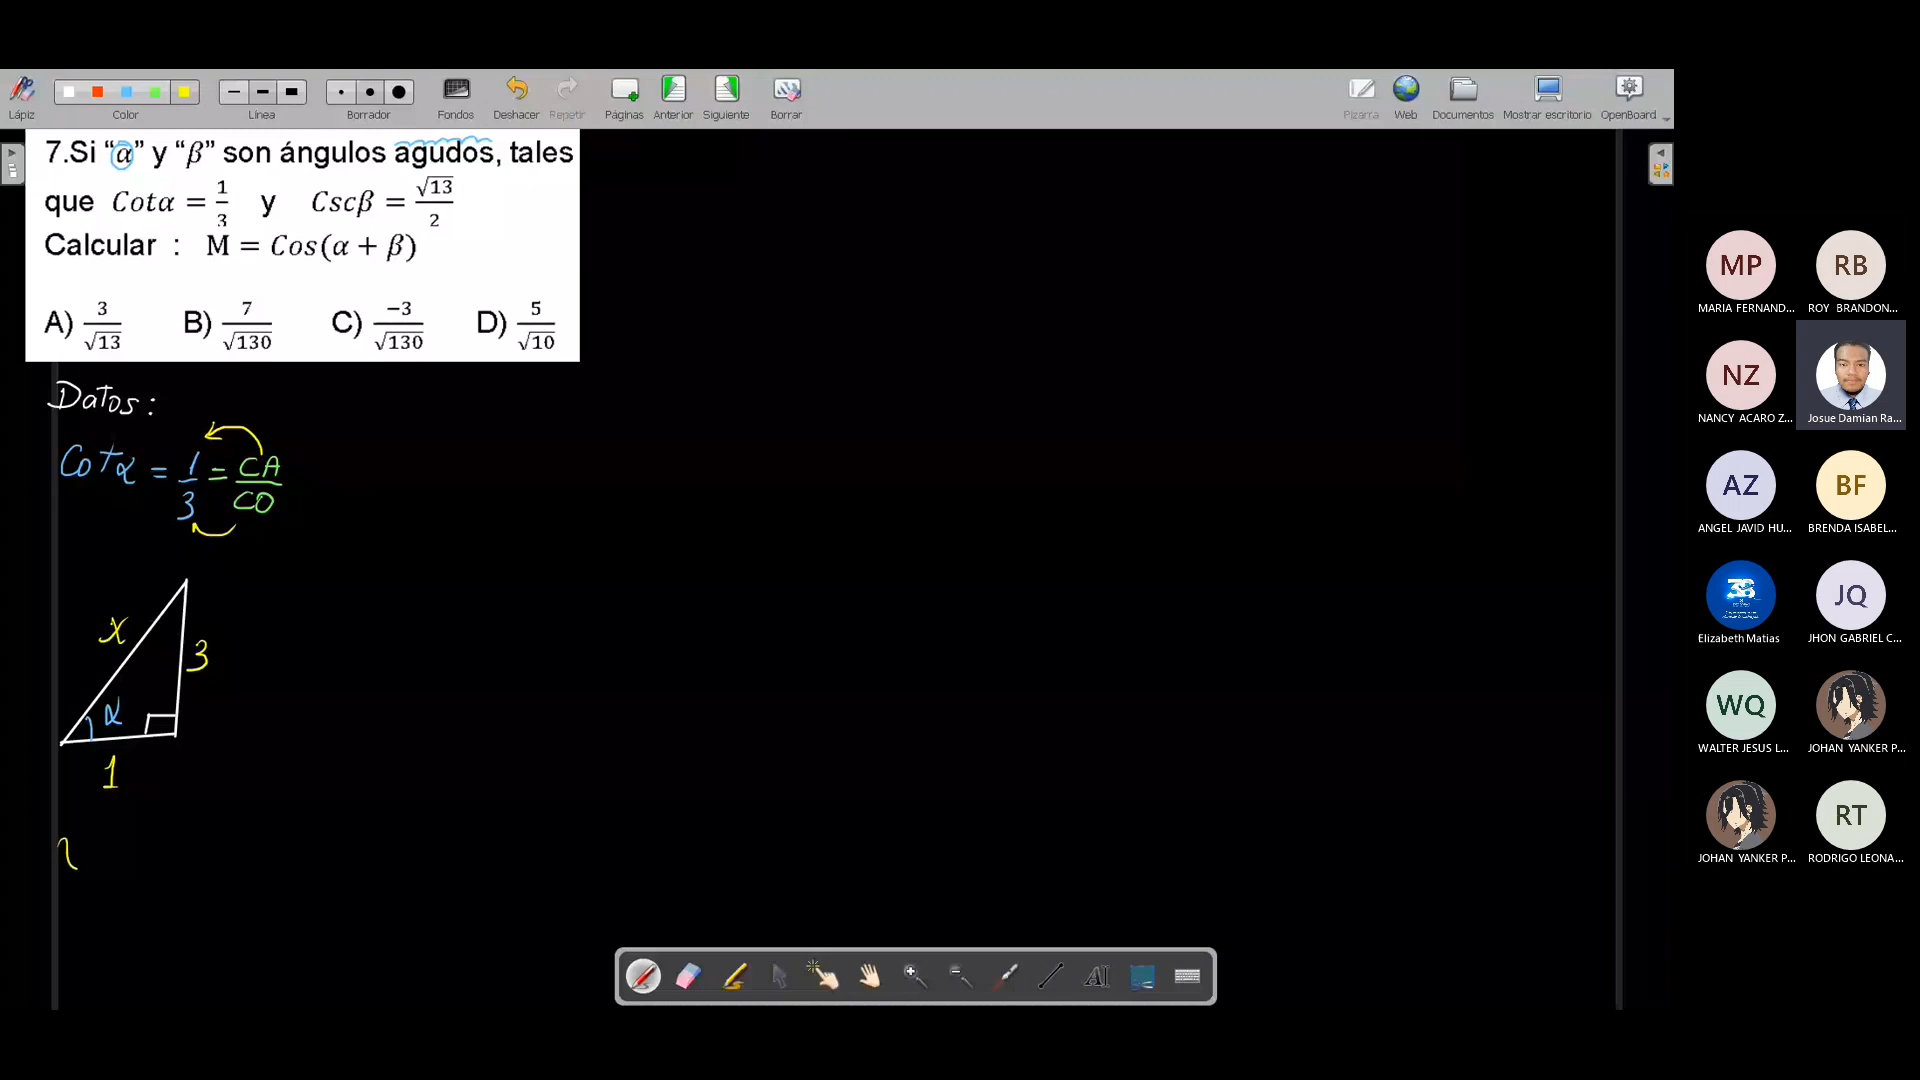 Lápiz Color Línea Borrador Fondos Deshacer Repetir Páginas Anterior Siguiente Borrar Pizarra Web Documentos Mostrar escritorio OpenBoard
7.Si “α” y “β” son ángulos agudos, tales
que Cotα = 1/3 y Cscβ = √13/2
Calcular : M = Cos(α + β)
A) 3/√13 B) 7/√130 C) −3/√130 D) 5/√10
Datos:
Cotα = 1/3 = CA/CO
x
3
α
1
MP RB
MARIA FERNAND... ROY BRANDON...
NZ
NANCY ACARO Z... Josue Damian Ra...
AZ BF
ANGEL JAVID HU... BRENDA ISABEL...
JQ
Elizabeth Matias JHON GABRIEL C...
WQ
WALTER JESUS L... JOHAN YANKER P...
RT
JOHAN YANKER P... RODRIGO LEONA...